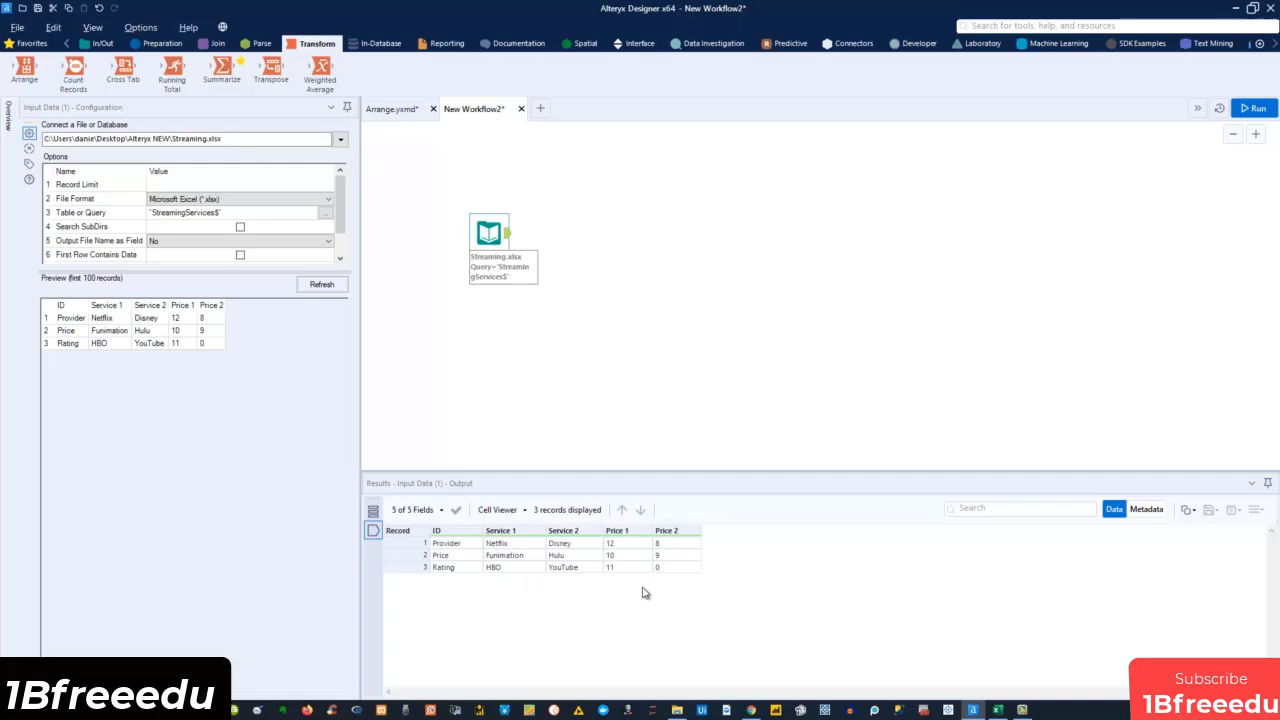 Alteryx Designer x64 - New Workflow2*
File Edit View Options Help
Search for tools, help, and resources
Favorites In/Out Preparation Join Parse Transform In-Database Reporting Documentation Spatial Interface Data Investigation Predictive Connectors Developer Laboratory Machine Learning SDK Examples Text Mining
Arrange Count Records Cross Tab Running Total Summarize Transpose Weighted Average
Overview
Input Data (1) - Configuration
Arrange.yxmd* New Workflow2*
Run
Connect a File or Database
C:\Users\danie\Desktop\Alteryx NEW\Streaming.xlsx
Options
Name Value
1 Record Limit
2 File Format Microsoft Excel (*.xlsx)
3 Table or Query `StreamingServices$`
4 Search SubDirs
5 Output File Name as Field No
6 First Row Contains Data
Preview (first 100 records)
Refresh
ID Service 1 Service 2 Price 1 Price 2
1 Provider Netflix Disney 12 8
2 Price Funimation Hulu 10 9
3 Rating HBO YouTube 11 0
Streaming.xlsx
Query=`Streamin
gServices$`
Results - Input Data (1) - Output
5 of 5 Fields Cell Viewer 3 records displayed Search Data Metadata
Record ID Service 1 Service 2 Price 1 Price 2
1 Provider Netflix Disney 12 8
2 Price Funimation Hulu 10 9
3 Rating HBO YouTube 11 0
1Bfreeedu
Subscribe
1Bfreeedu